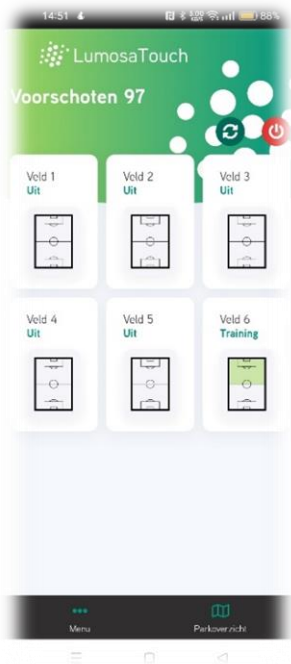 14:51
86%
LumosaTouch
Voorschoten 97
Veld 1
Uit
Veld 2
Uit
Veld 3
Uit
Veld 4
Uit
Veld 5
Uit
Veld 6
Training
Menu
Parkoverzicht